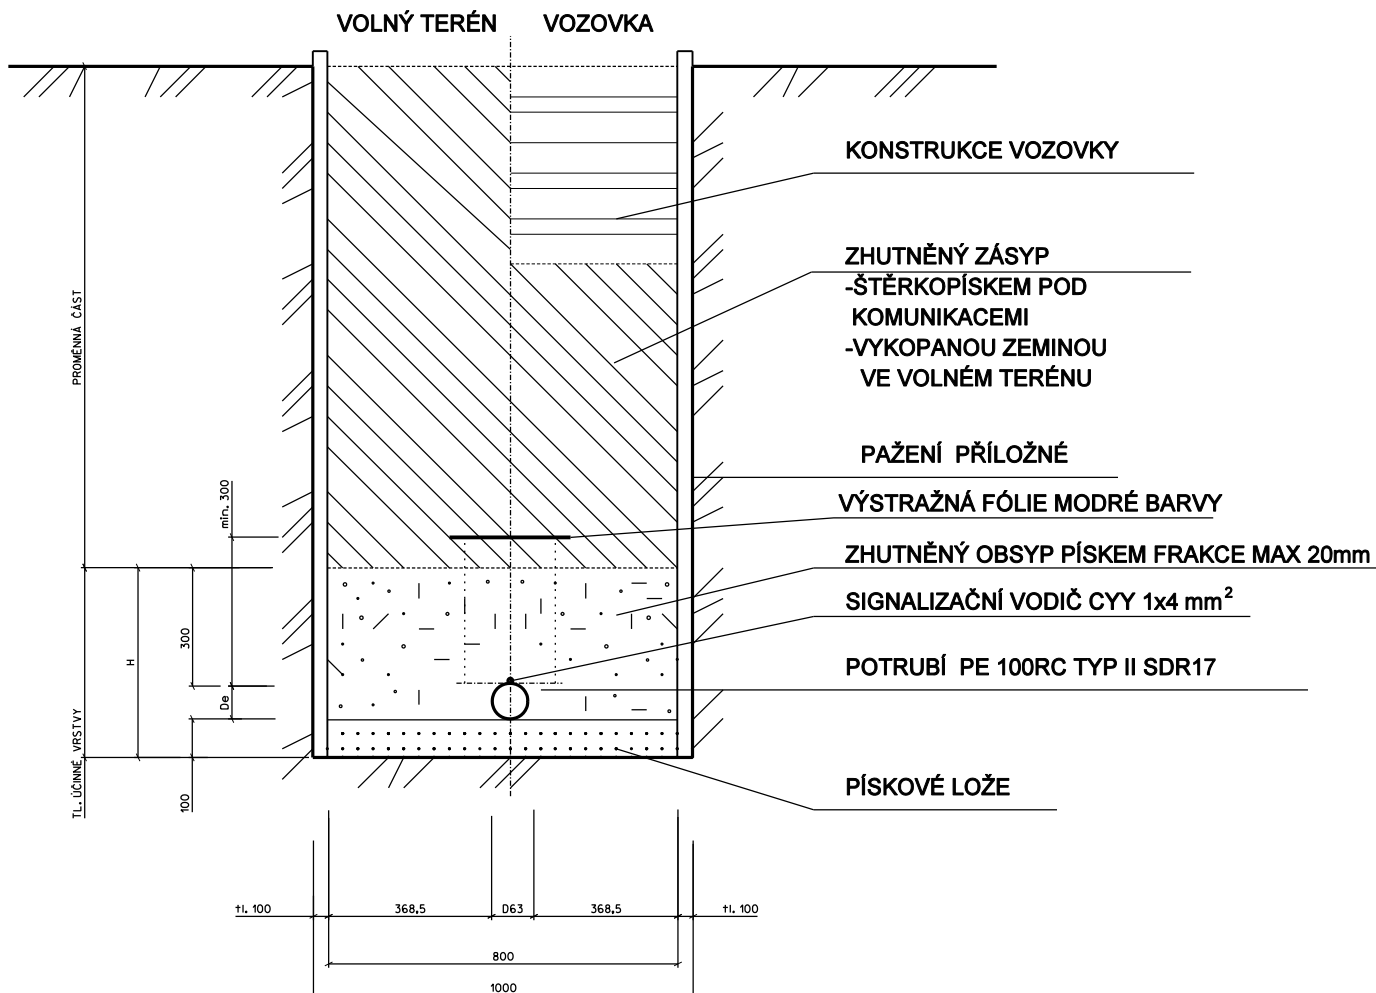 VOLNÝ TERÉN
VOZOVKA
KONSTRUKCE VOZOVKY
ZHUTNĚNÝ ZÁSYP
-ŠTĚRKOPÍSKEM POD
KOMUNIKACEMI
-VYKOPANOU ZEMINOU
VE VOLNÉM TERÉNU
PAŽENÍ PŘÍLOŽNÉ
VÝSTRAŽNÁ FÓLIE MODRÉ BARVY
ZHUTNĚNÝ OBSYP PÍSKEM FRAKCE MAX 20mm
SIGNALIZAČNÍ VODIČ CYY 1x4 mm²
POTRUBÍ PE 100RC TYP II SDR17
PÍSKOVÉ LOŽE
PROMĚNNÁ ČÁST
TL. ÚČINNÉ VRSTVY
H
300
100
min. 300
De
tl. 100
368,5
D63
368,5
tl. 100
800
1000